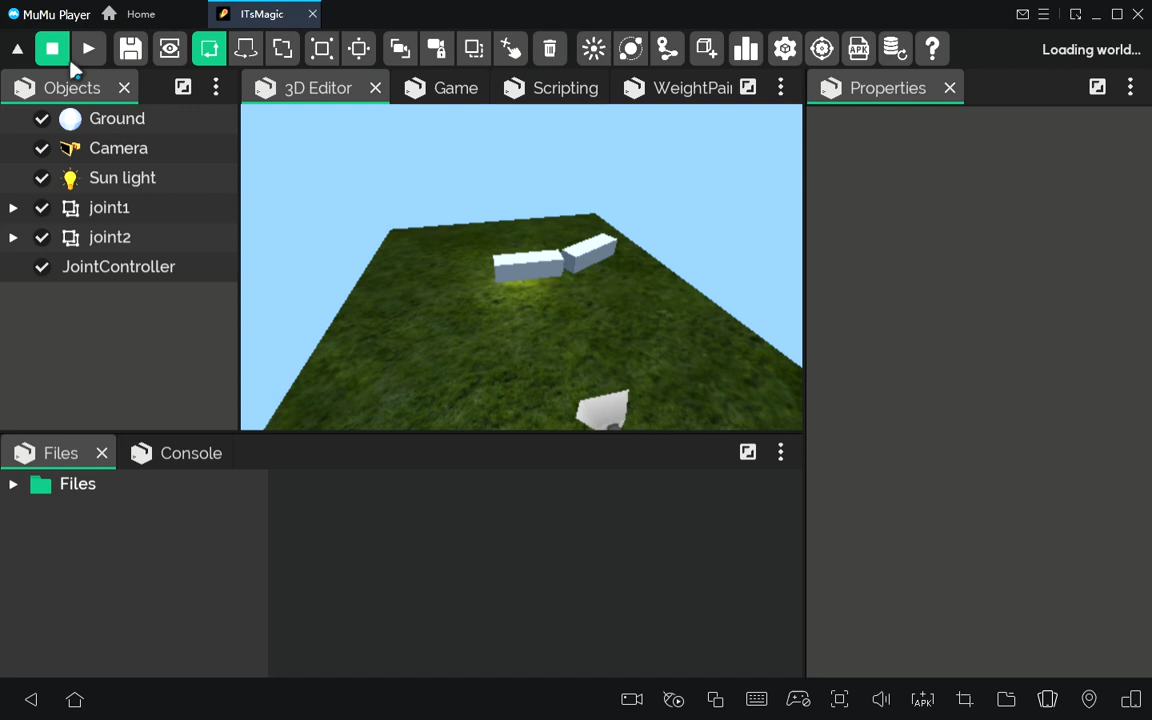 MuMu Player
Home
ITsMagic
Loading world...
Objects
3D Editor
Game
Scripting
WeightPai
Properties
Ground
Camera
Sun light
joint1
joint2
JointController
Files
Console
Files
APK
APK